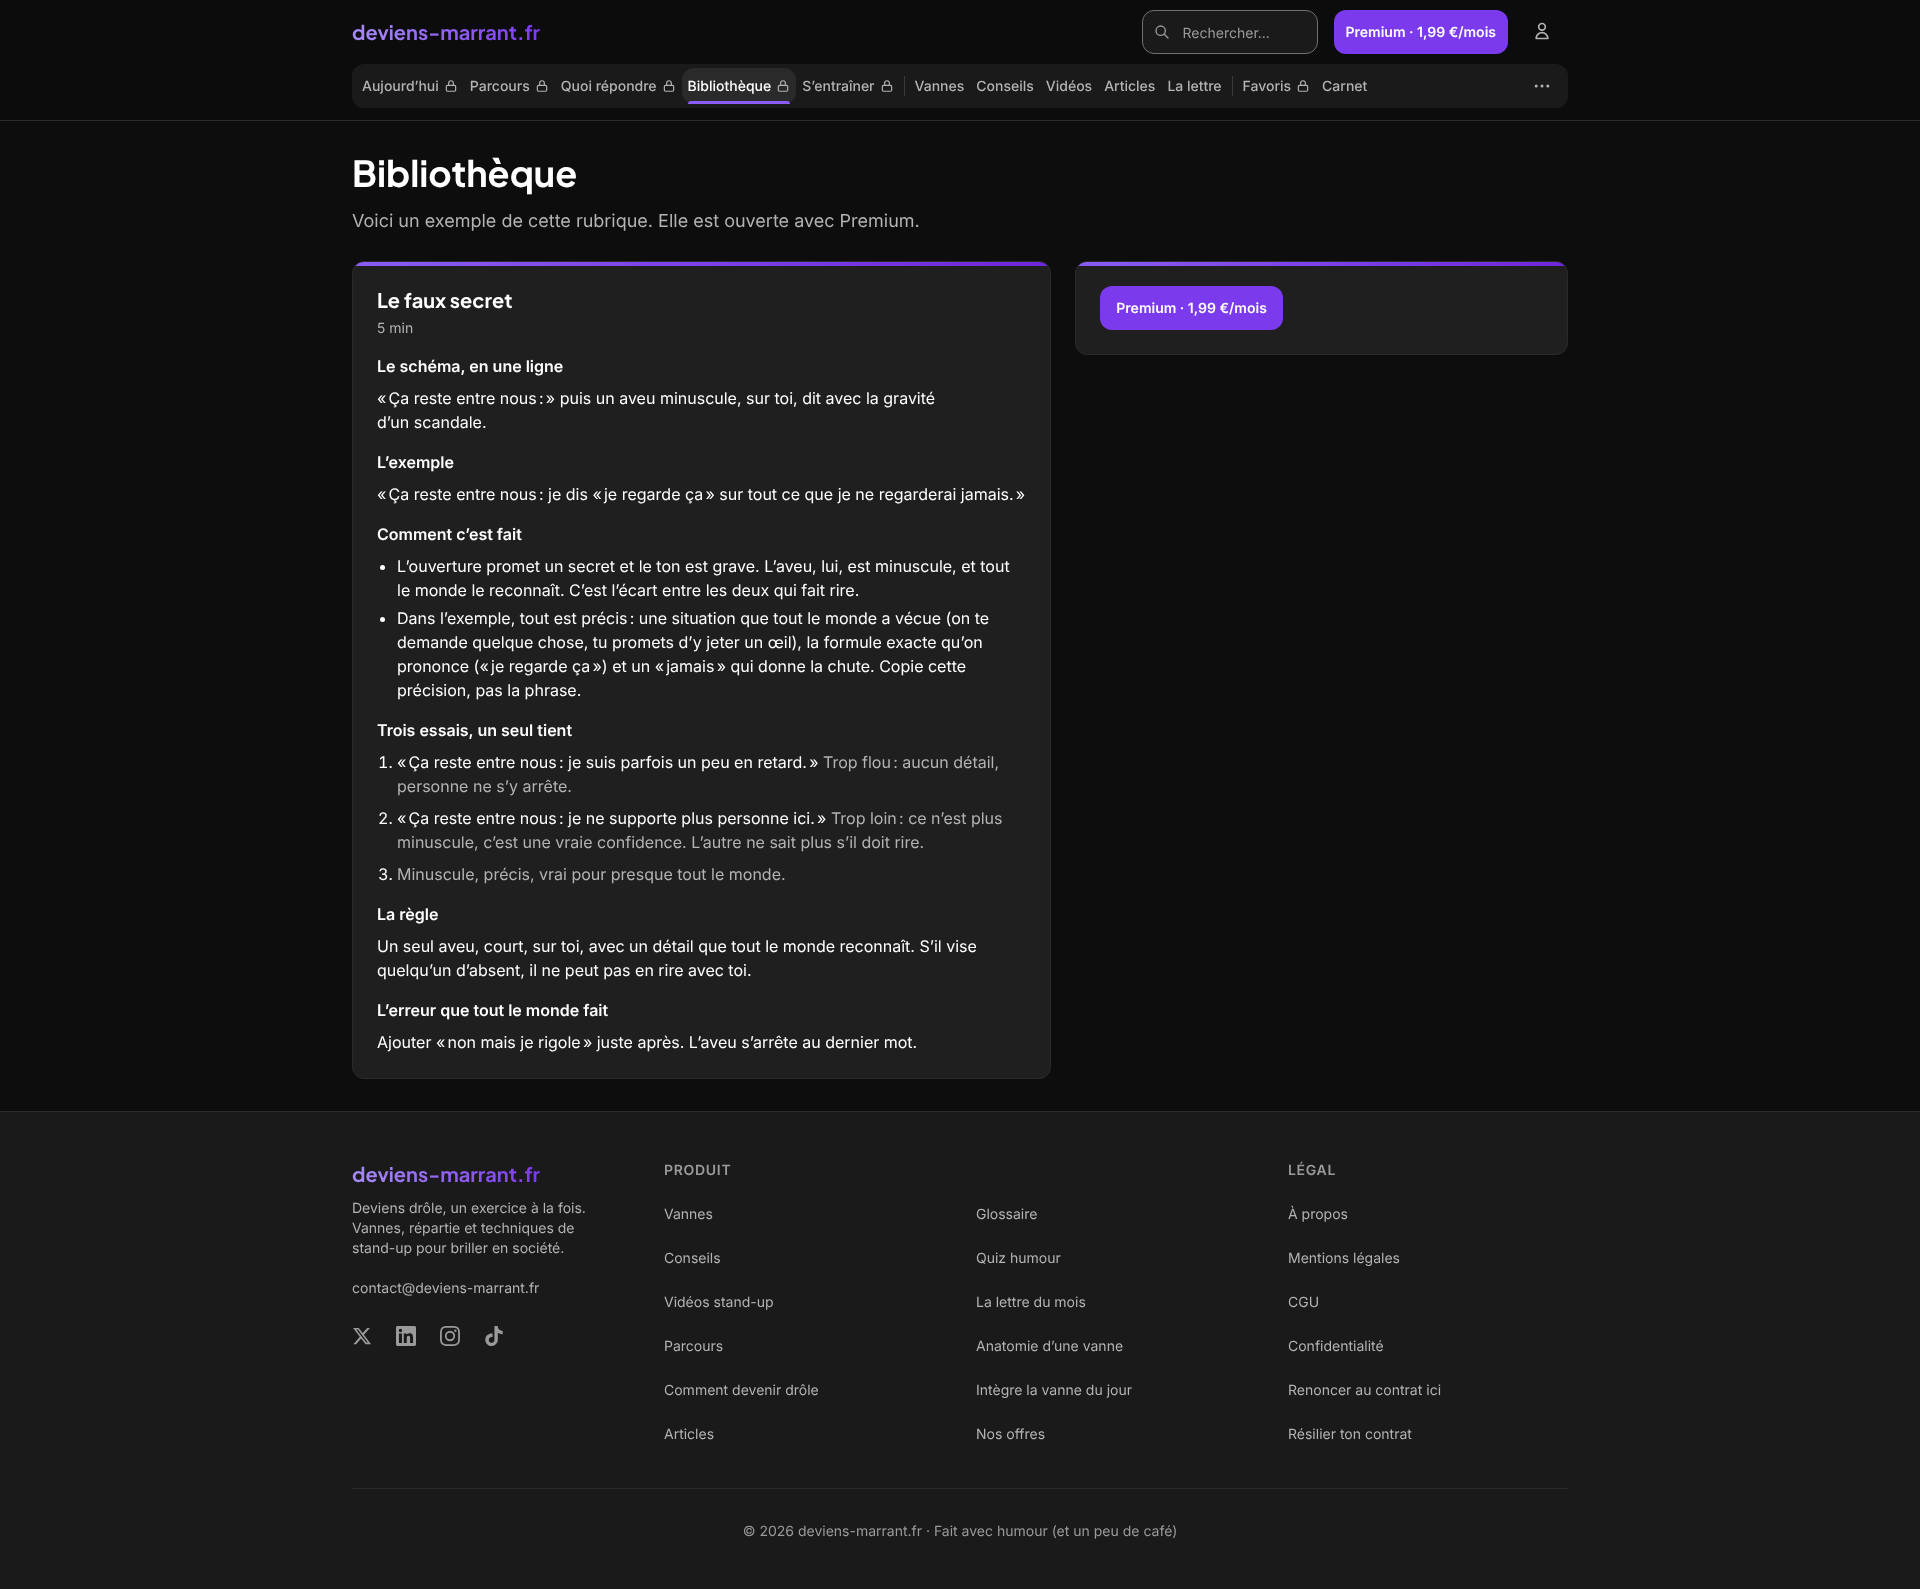 deviens-marrant.fr
Rechercher...
Premium · 1,99 €/mois
Aujourd’hui
Parcours
Quoi répondre
Bibliothèque
S’entraîner
Vannes
Conseils
Vidéos
Articles
La lettre
Favoris
Carnet
Bibliothèque
Voici un exemple de cette rubrique. Elle est ouverte avec Premium.
Le faux secret
5 min
Le schéma, en une ligne
« Ça reste entre nous : » puis un aveu minuscule, sur toi, dit avec la gravité
d’un scandale.
L’exemple
« Ça reste entre nous : je dis « je regarde ça » sur tout ce que je ne regarderai jamais. »
Comment c’est fait
• L’ouverture promet un secret et le ton est grave. L’aveu, lui, est minuscule, et tout
le monde le reconnaît. C’est l’écart entre les deux qui fait rire.
• Dans l’exemple, tout est précis : une situation que tout le monde a vécue (on te
demande quelque chose, tu promets d’y jeter un œil), la formule exacte qu’on
prononce (« je regarde ça ») et un « jamais » qui donne la chute. Copie cette
précision, pas la phrase.
Trois essais, un seul tient
1. « Ça reste entre nous : je suis parfois un peu en retard. » Trop flou : aucun détail,
personne ne s’y arrête.
2. « Ça reste entre nous : je ne supporte plus personne ici. » Trop loin : ce n’est plus
minuscule, c’est une vraie confidence. L’autre ne sait plus s’il doit rire.
3. Minuscule, précis, vrai pour presque tout le monde.
La règle
Un seul aveu, court, sur toi, avec un détail que tout le monde reconnaît. S’il vise
quelqu’un d’absent, il ne peut pas en rire avec toi.
L’erreur que tout le monde fait
Ajouter « non mais je rigole » juste après. L’aveu s’arrête au dernier mot.
Premium · 1,99 €/mois
deviens-marrant.fr
Deviens drôle, un exercice à la fois.
Vannes, répartie et techniques de
stand-up pour briller en société.
contact@deviens-marrant.fr
PRODUIT
Vannes
Conseils
Vidéos stand-up
Parcours
Comment devenir drôle
Articles
Glossaire
Quiz humour
La lettre du mois
Anatomie d’une vanne
Intègre la vanne du jour
Nos offres
LÉGAL
À propos
Mentions légales
CGU
Confidentialité
Renoncer au contrat ici
Résilier ton contrat
© 2026 deviens-marrant.fr · Fait avec humour (et un peu de café)